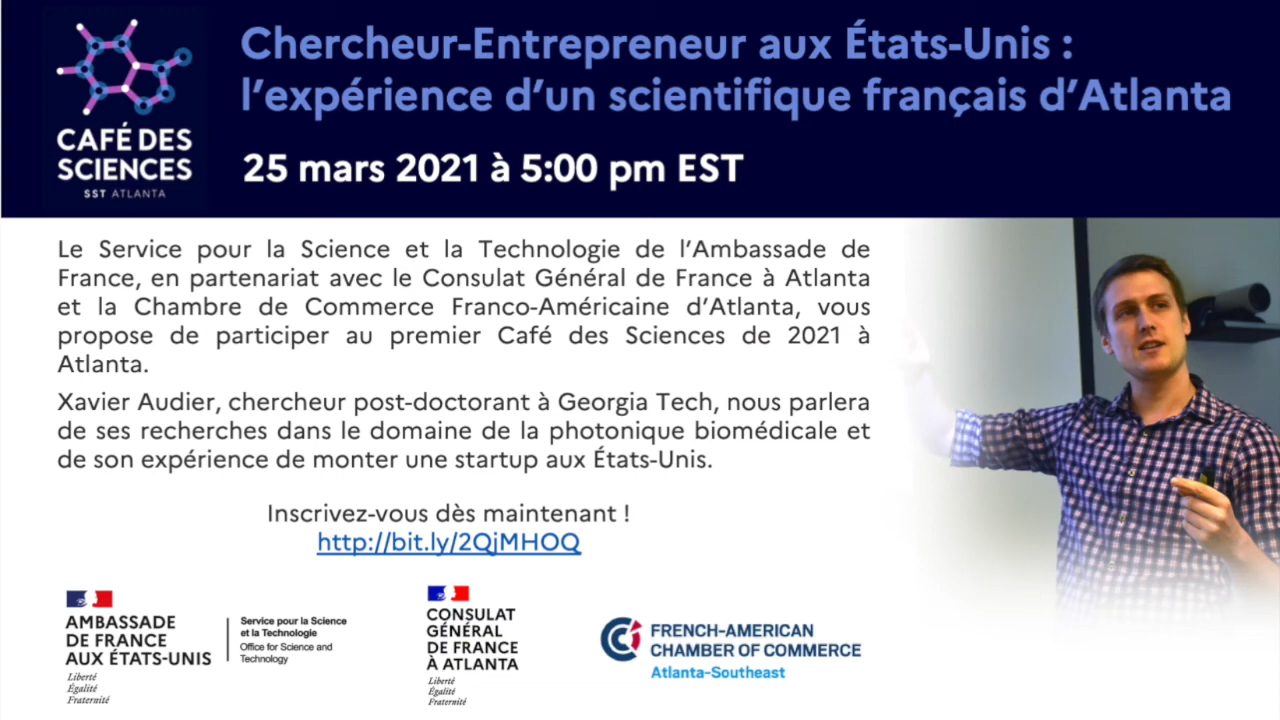 Chercheur-Entrepreneur aux États-Unis :
l’expérience d’un scientifique français d’Atlanta
25 mars 2021 à 5:00 pm EST
CAFÉ DES
SCIENCES
SST ATLANTA
Le Service pour la Science et la Technologie de l’Ambassade de
France, en partenariat avec le Consulat Général de France à Atlanta
et la Chambre de Commerce Franco-Américaine d’Atlanta, vous
propose de participer au premier Café des Sciences de 2021 à
Atlanta.
Xavier Audier, chercheur post-doctorant à Georgia Tech, nous parlera
de ses recherches dans le domaine de la photonique biomédicale et
de son expérience de monter une startup aux États-Unis.
Inscrivez-vous dès maintenant !
http://bit.ly/2QjMHOQ
AMBASSADE
DE FRANCE
AUX ÉTATS-UNIS
Liberté
Égalité
Fraternité
Service pour la Science
et la Technologie
Office for Science and
Technology
CONSULAT
GÉNÉRAL
DE FRANCE
À ATLANTA
Liberté
Égalité
Fraternité
FRENCH-AMERICAN
CHAMBER OF COMMERCE
Atlanta-Southeast